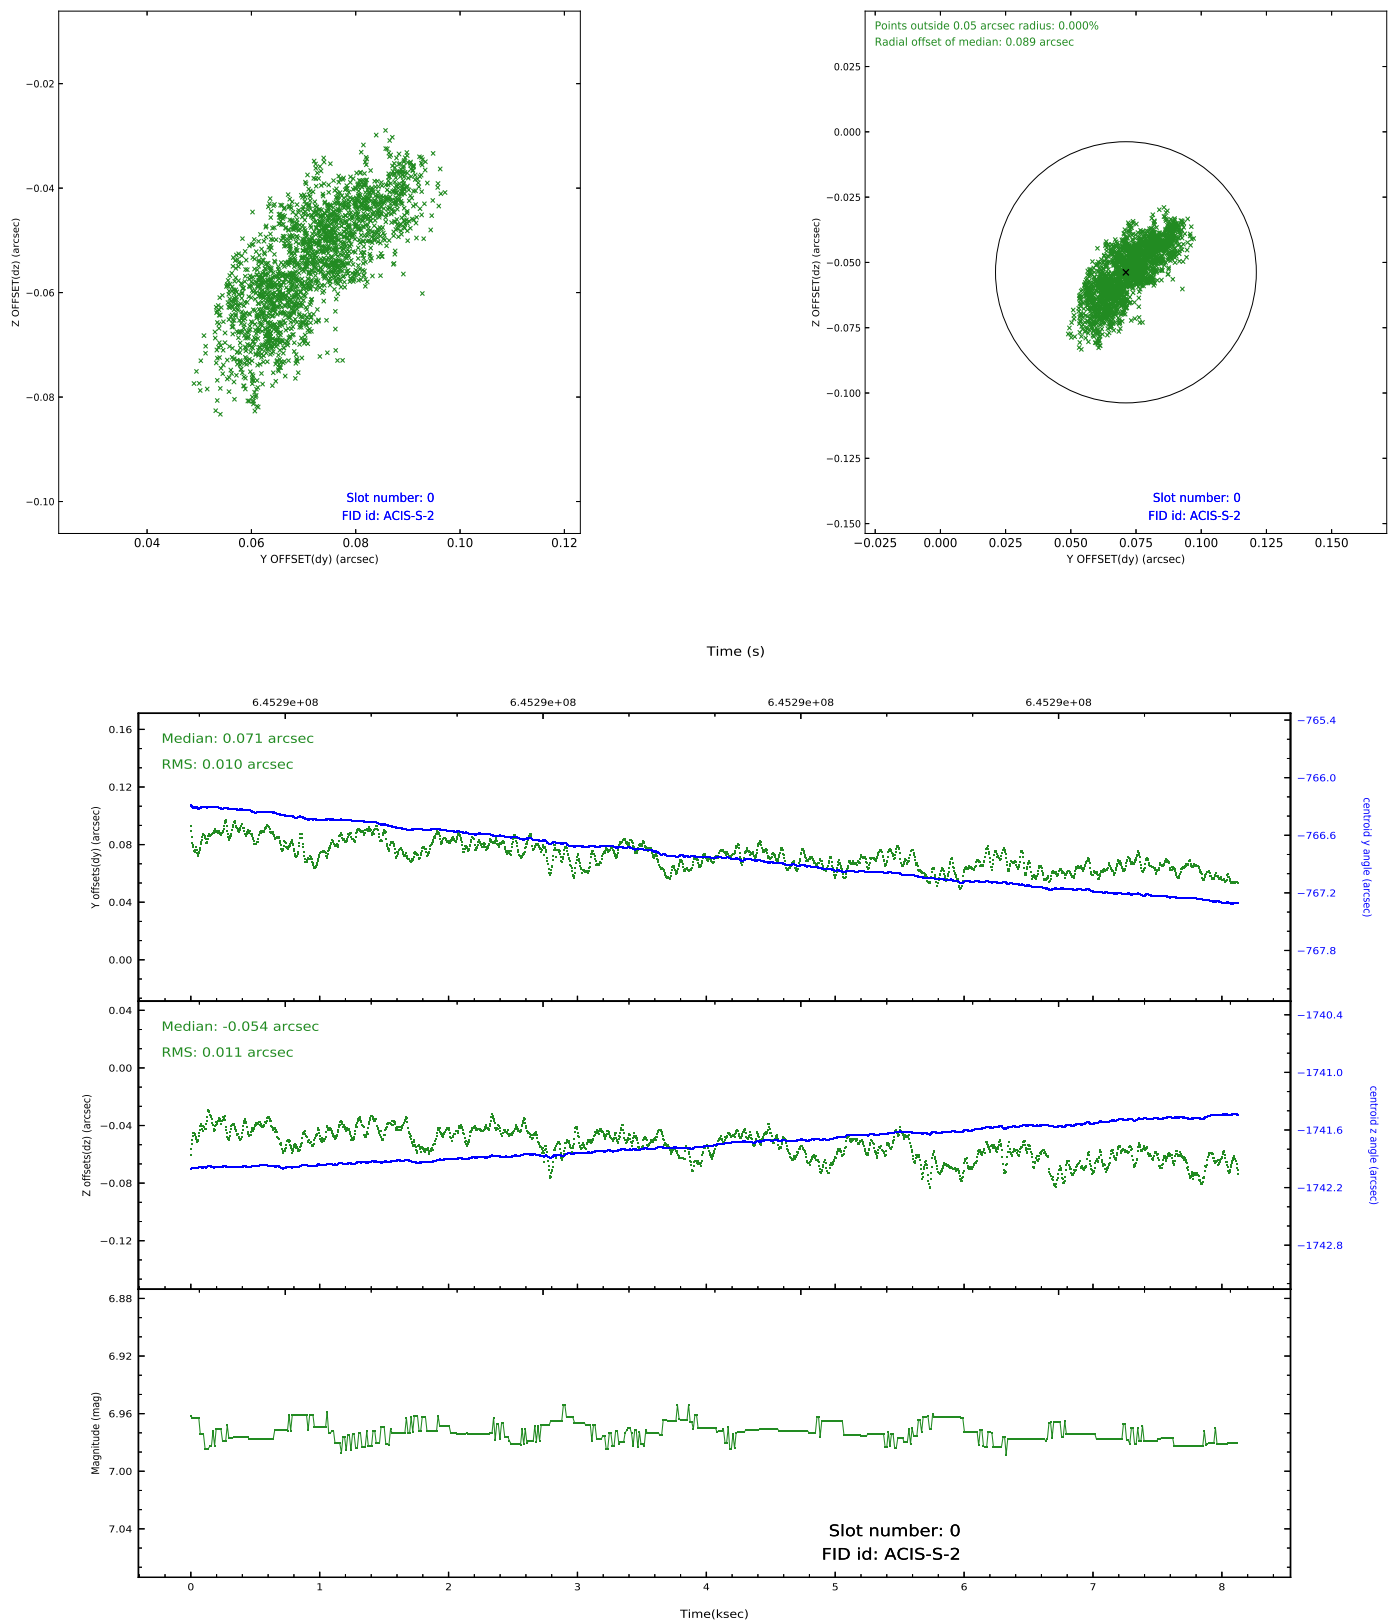 −0.02
−0.04
−0.06
−0.08
−0.10
Z OFFSET(dz) (arcsec)
Slot number: 0
FID id: ACIS-S-2
0.04
0.06
0.08
0.10
0.12
Y OFFSET(dy) (arcsec)
Points outside 0.05 arcsec radius: 0.000%
Radial offset of median: 0.089 arcsec
0.025
0.000
−0.025
−0.050
−0.075
−0.100
−0.125
−0.150
Z OFFSET(dz) (arcsec)
Slot number: 0
FID id: ACIS-S-2
−0.025
0.000
0.025
0.050
0.075
0.100
0.125
0.150
Y OFFSET(dy) (arcsec)
Time (s)
6.4529e+08
6.4529e+08
6.4529e+08
6.4529e+08
Median: 0.071 arcsec
RMS: 0.010 arcsec
0.16
0.12
0.08
0.04
0.00
Y offsets(dy) (arcsec)
−765.4
−766.0
−766.6
−767.2
−767.8
centroid y angle (arcsec)
Median: -0.054 arcsec
RMS: 0.011 arcsec
0.04
0.00
−0.04
−0.08
−0.12
Z offsets(dz) (arcsec)
−1740.4
−1741.0
−1741.6
−1742.2
−1742.8
centroid z angle (arcsec)
6.88
6.92
6.96
7.00
7.04
Magnitude (mag)
Slot number: 0
FID id: ACIS-S-2
0
1
2
3
4
5
6
7
8
Time(ksec)